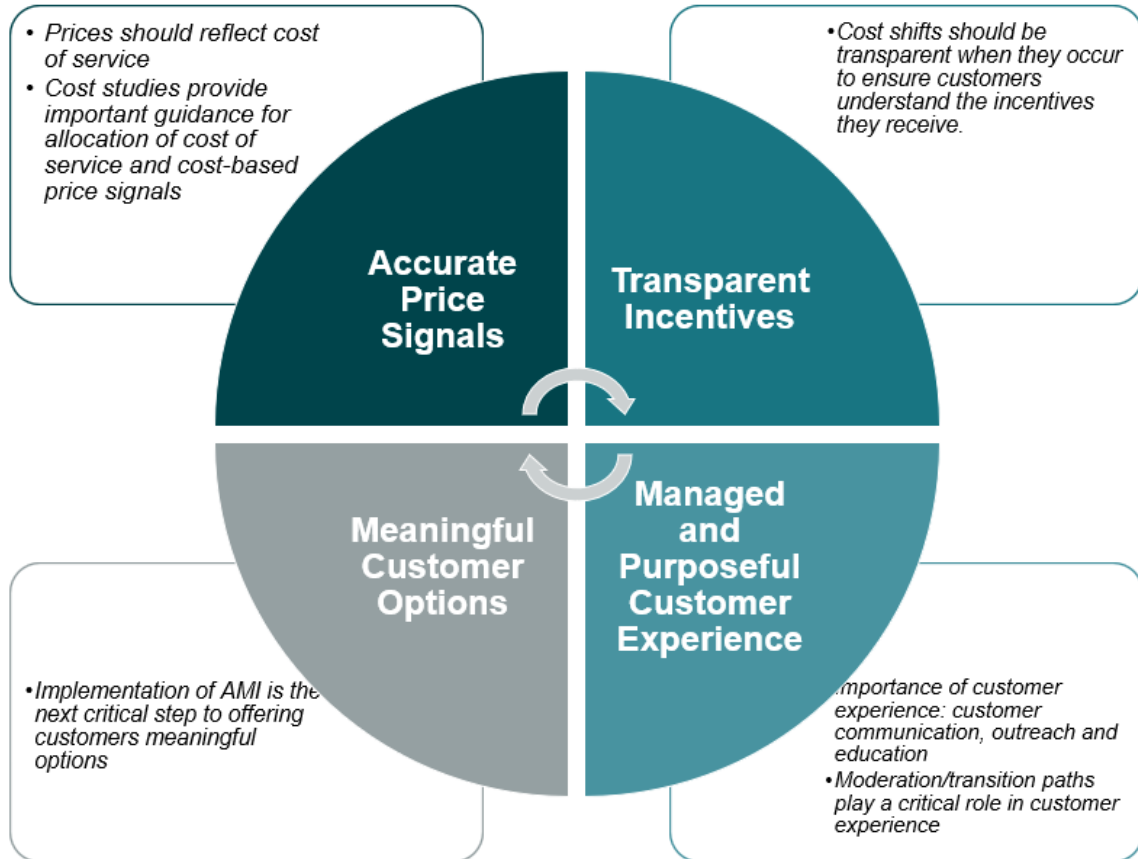 • Prices should reflect cost
of service
• Cost studies provide
important guidance for
allocation of cost of
service and cost-based
price signals
•Cost shifts should be
transparent when they occur
to ensure customers
understand the incentives
they receive.
Accurate
Price
Signals
Transparent
Incentives
Meaningful
Customer
Options
Managed
and
Purposeful
Customer
Experience
•Implementation of AMI is the
next critical step to offering
customers meaningful
options
Importance of customer
experience: customer
communication, outreach and
education
•Moderation/transition paths
play a critical role in customer
experience